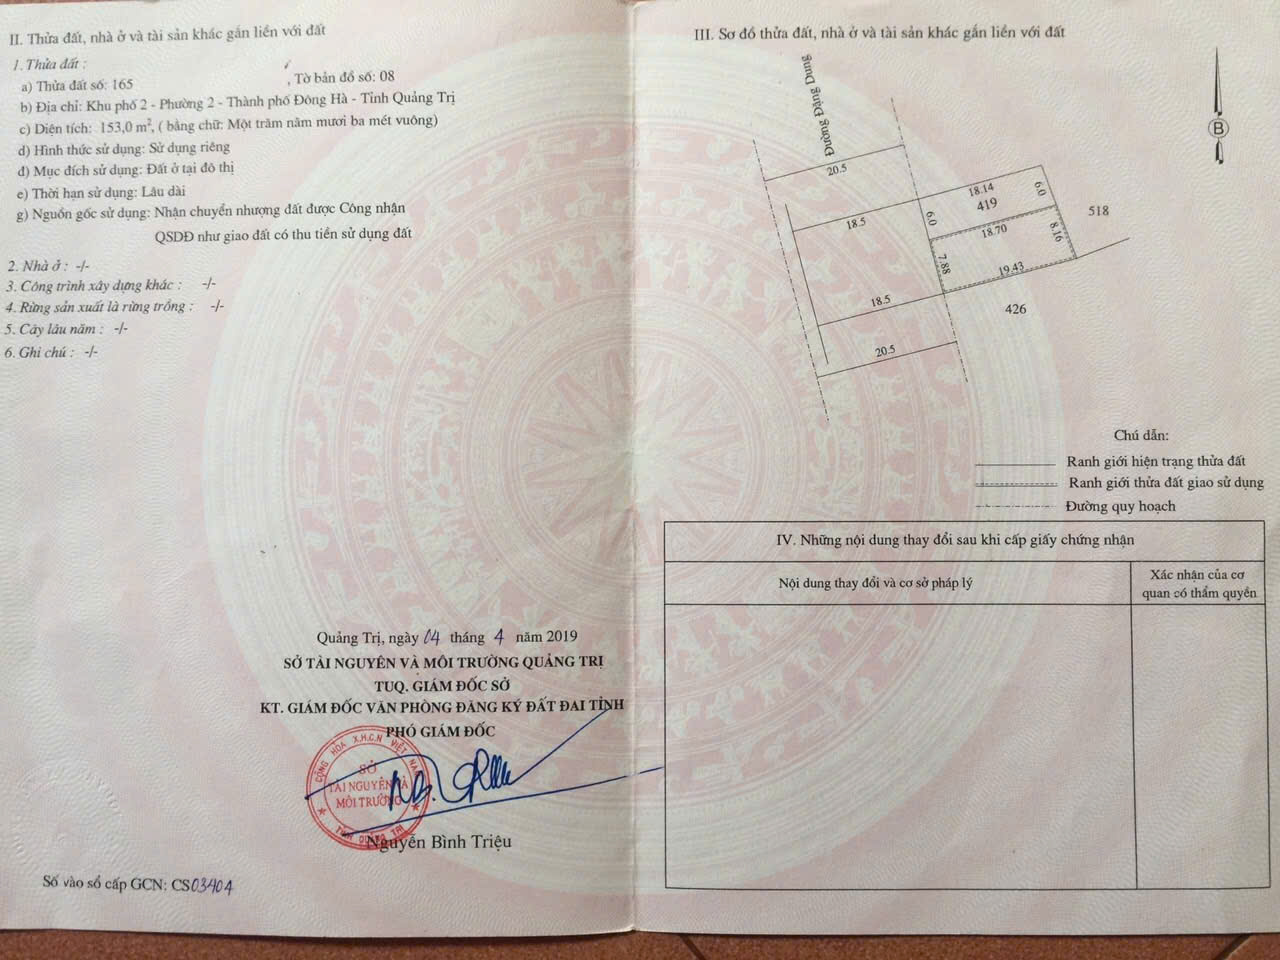 II. Thửa đất, nhà ở và tài sản khác gắn liền với đất
1. Thửa đất :
a) Thửa đất số: 165 , Tờ bản đồ số: 08
b) Địa chỉ: Khu phố 2 - Phường 2 - Thành phố Đông Hà - Tỉnh Quảng Trị
c) Diện tích: 153,0 m², ( bằng chữ: Một trăm năm mươi ba mét vuông)
d) Hình thức sử dụng: Sử dụng riêng
đ) Mục đích sử dụng: Đất ở tại đô thị
e) Thời hạn sử dụng: Lâu dài
g) Nguồn gốc sử dụng: Nhận chuyển nhượng đất được Công nhận
QSDĐ như giao đất có thu tiền sử dụng đất
2. Nhà ở : -/-
3. Công trình xây dựng khác : -/-
4. Rừng sản xuất là rừng trồng : -/-
5. Cây lâu năm : -/-
6. Ghi chú : -/-
Quảng Trị, ngày 04 tháng 4 năm 2019
SỞ TÀI NGUYÊN VÀ MÔI TRƯỜNG QUẢNG TRỊ
TUQ. GIÁM ĐỐC SỞ
KT. GIÁM ĐỐC VĂN PHÒNG ĐĂNG KÝ ĐẤT ĐAI TỈNH
PHÓ GIÁM ĐỐC
CỘNG HÒA X.H.C.N VIỆT NAM
SỞ
TÀI NGUYÊN VÀ
MÔI TRƯỜNG
TỈNH QUẢNG TRỊ
Nguyễn Bình Triệu
Số vào sổ cấp GCN: CS03404
III. Sơ đồ thửa đất, nhà ở và tài sản khác gắn liền với đất
Đường Đặng Dung
B
20.5
18.14
6.0
419
518
18.5
6.0
18.70
8.16
7.88
19.43
18.5
426
20.5
Chú dẫn:
Ranh giới hiện trạng thửa đất
Ranh giới thửa đất giao sử dụng
Đường quy hoạch
IV. Những nội dung thay đổi sau khi cấp giấy chứng nhận
Nội dung thay đổi và cơ sở pháp lý
Xác nhận của cơ
quan có thẩm quyền